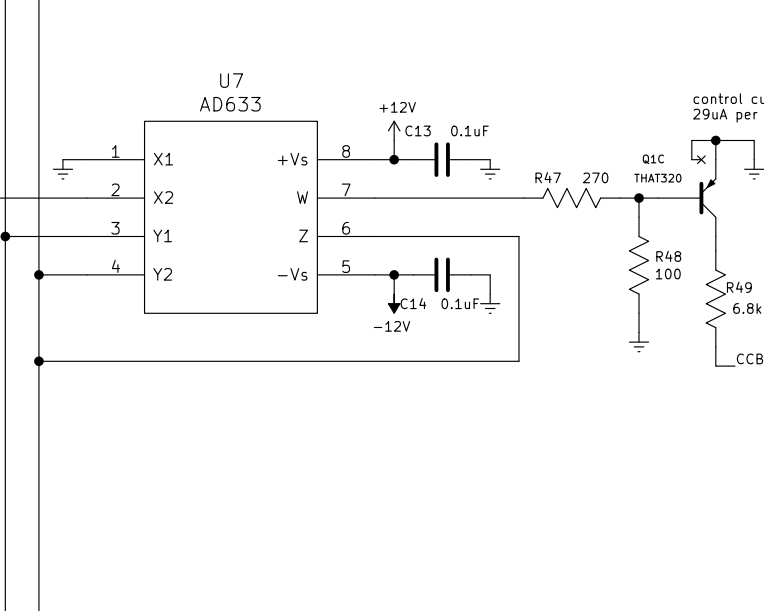 U7
AD633
control cu
29uA per
+12V
C13 0.1uF
1 X1 +Vs 8
Q1C
THAT320
2 X2 W 7
R47 270
3 Y1 Z 6
4 Y2 −Vs 5
R48
100
C14 0.1uF
−12V
R49
6.8k
CCB